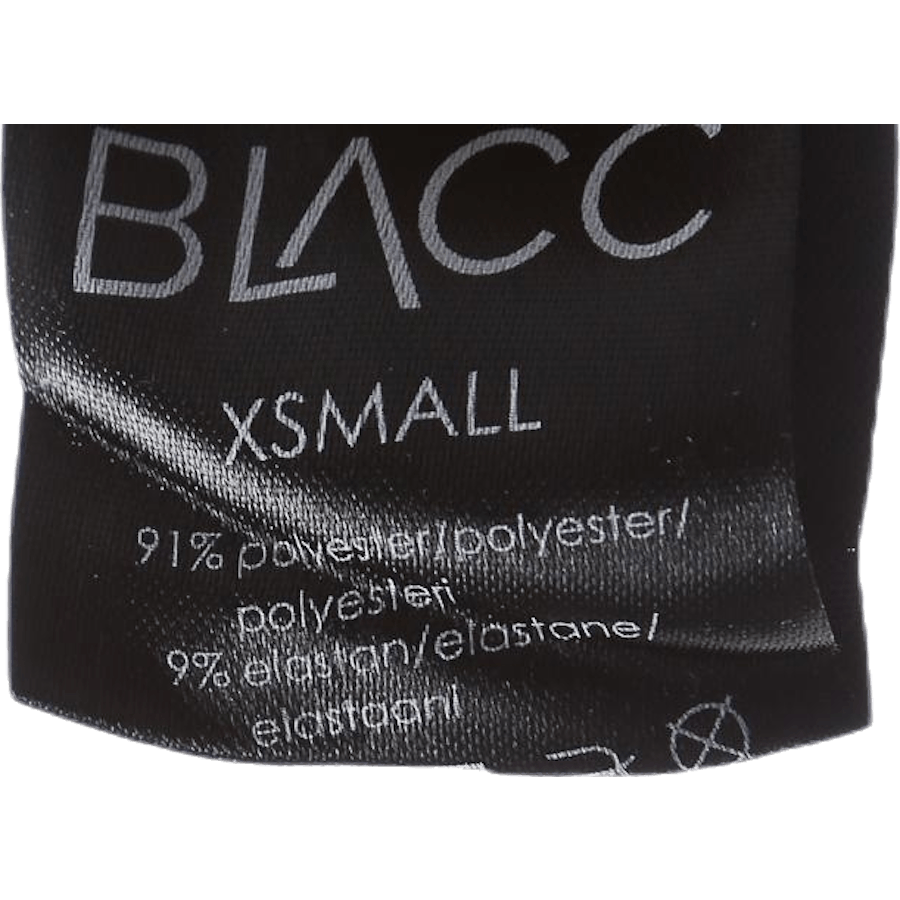 BLACC
XSMALL
91% polyester/polyester/
polyesteri
9% elastan/elastane/
elastaani